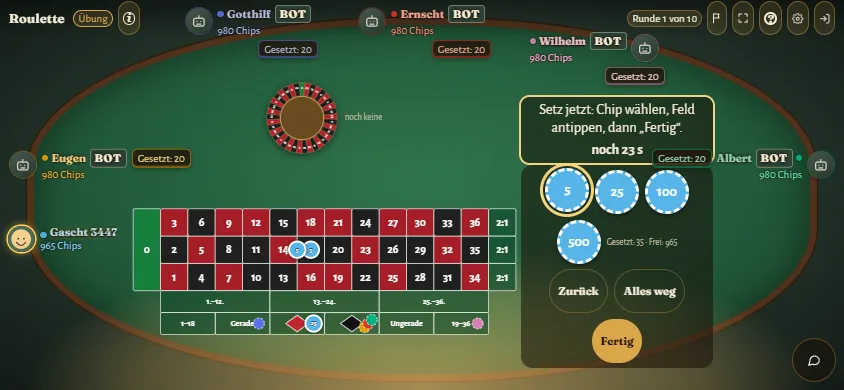 Roulette
Übung
Gotthilf BOT
980 Chips
Gesetzt: 20
Ernscht BOT
980 Chips
Gesetzt: 20
Runde 1 von 10
Wilhelm BOT
980 Chips
Gesetzt: 20
noch keine
Setz jetzt: Chip wählen, Feld
antippen, dann „Fertig“.
noch 23 s
Eugen BOT
980 Chips
Gesetzt: 20
Gesetzt: 20
Albert BOT
980 Chips
Gascht 3447
965 Chips
5 25 100
500 Gesetzt: 35 · Frei: 965
Zurück Alles weg
Fertig
3 6 9 12 15 18 21 24 27 30 33 36 2:1
0 2 5 8 11 14 20 23 26 29 32 35 2:1
1 4 7 10 13 16 19 22 25 28 31 34 2:1
1.–12. 13.–24. 25.–36.
1–18 Gerade 25 Ungerade 19–36